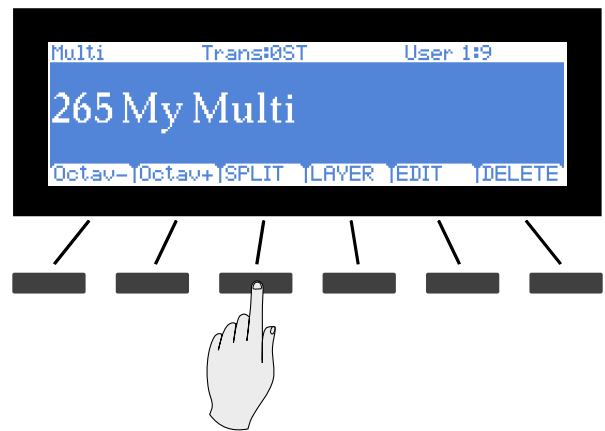 Multi Trans:0ST User 1:9
265 My Multi
Octav- Octav+ SPLIT LAYER EDIT DELETE